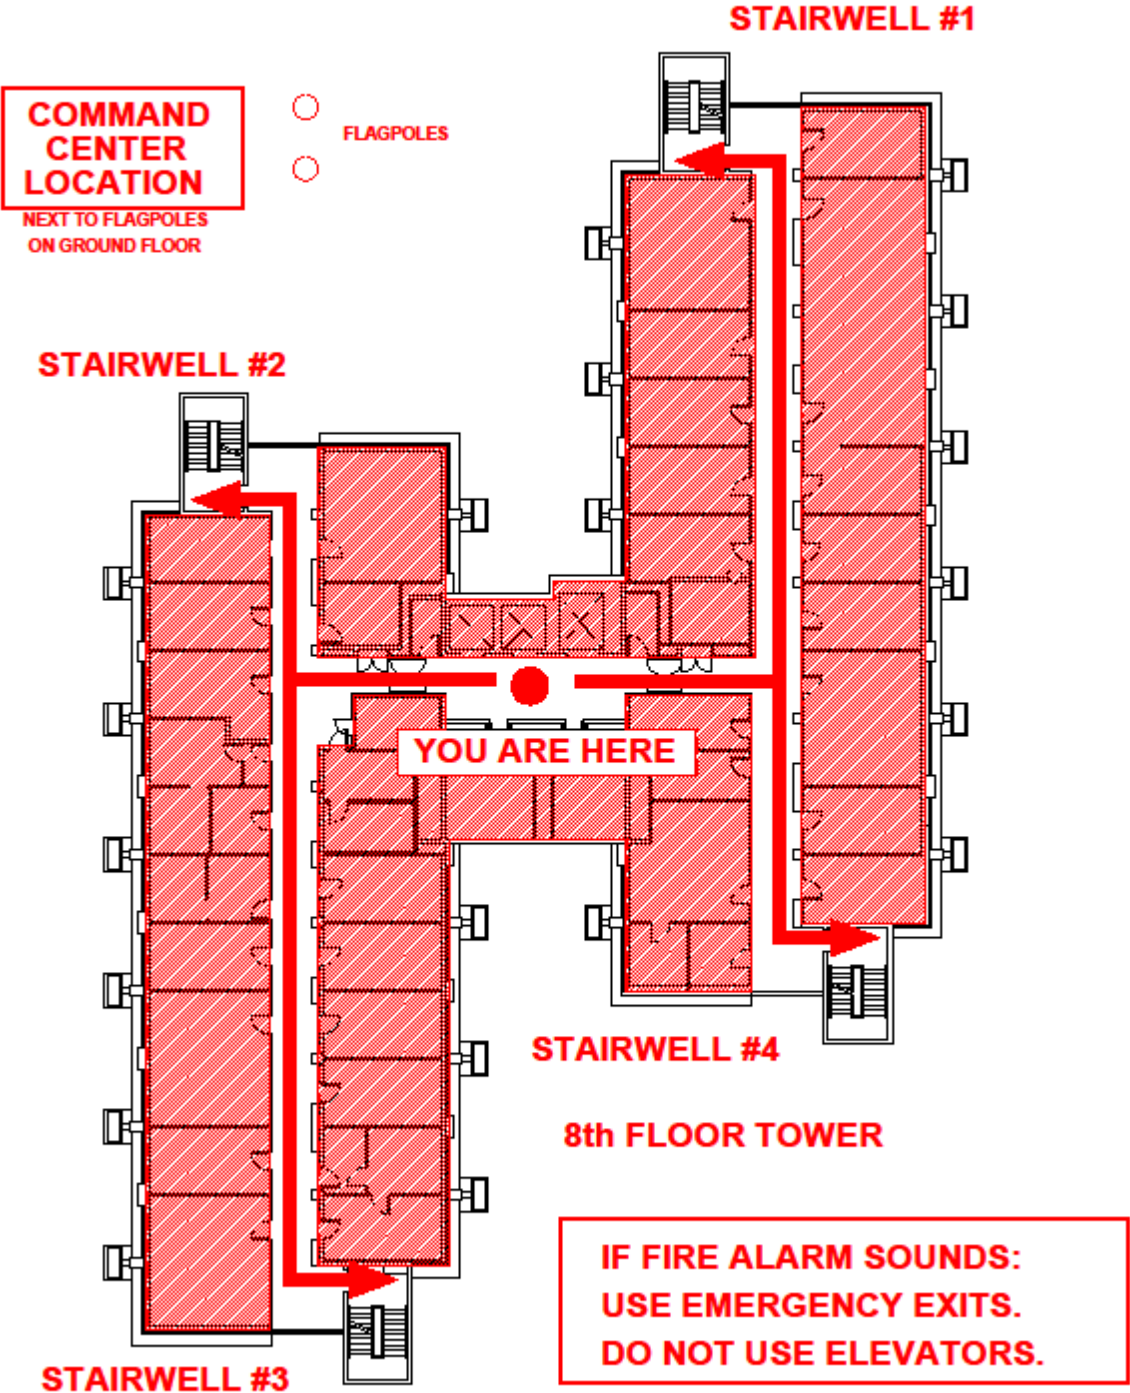 STAIRWELL #1
COMMAND
CENTER
LOCATION
NEXT TO FLAGPOLES
ON GROUND FLOOR
FLAGPOLES
STAIRWELL #2
YOU ARE HERE
STAIRWELL #4
8th FLOOR TOWER
IF FIRE ALARM SOUNDS:
USE EMERGENCY EXITS.
DO NOT USE ELEVATORS.
STAIRWELL #3